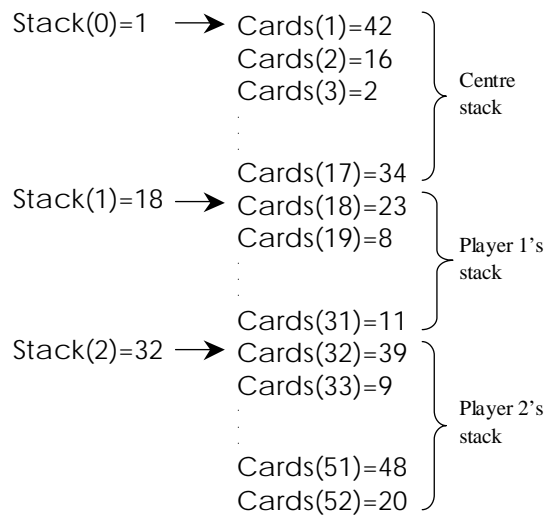 Stack(0)=1
Cards(1)=42
Cards(2)=16
Cards(3)=2
.
.
.
Cards(17)=34
Centre
stack
Stack(1)=18
Cards(18)=23
Cards(19)=8
.
.
.
Cards(31)=11
Player 1's
stack
Stack(2)=32
Cards(32)=39
Cards(33)=9
.
.
.
Cards(51)=48
Cards(52)=20
Player 2's
stack